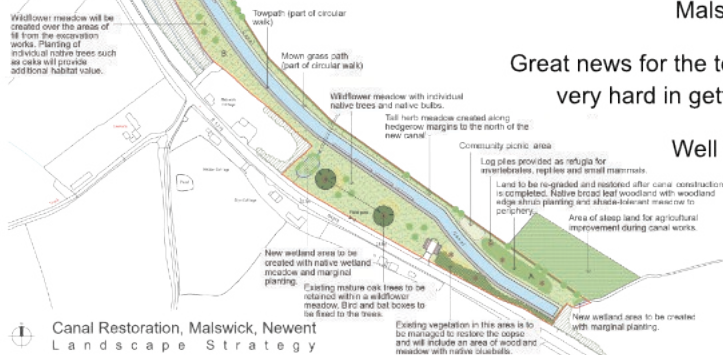 Wildflower meadow will be
created over the areas of
fill from the excavation
works. Planting of
individual native trees such
as oaks will provide
additional habitat value.
Towpath (part of circular
walk)
Mown grass path
(part of circular walk)
Wildflower meadow with individual
native trees and native bulbs.
Tall herb meadow created along
hedgerow margins to the north of the
new canal
Community picnic area
Log piles provided as refugia for
invertebrates, reptiles and small mammals.
Land to be re-graded and restored after canal construction
is completed. Native broad leaf woodland with woodland
edge shrub planting and shade-tolerant meadow to
periphery.
Area of steep land for agricultural
improvement during canal works.
New wetland area to be
created with native wetland
meadow and marginal
planting.
Existing mature oak trees to be
retained within a wildflower
meadow. Bird and bat boxes to
be fixed to the trees.
Existing vegetation in this area is to
be managed to restore the copse
and will include an area of woodland
meadow with native bluebells.
New wetland area to be created
with marginal planting.
Canal Restoration, Malswick, Newent
Landscape Strategy
Mals
Great news for the t
very hard in get
Well